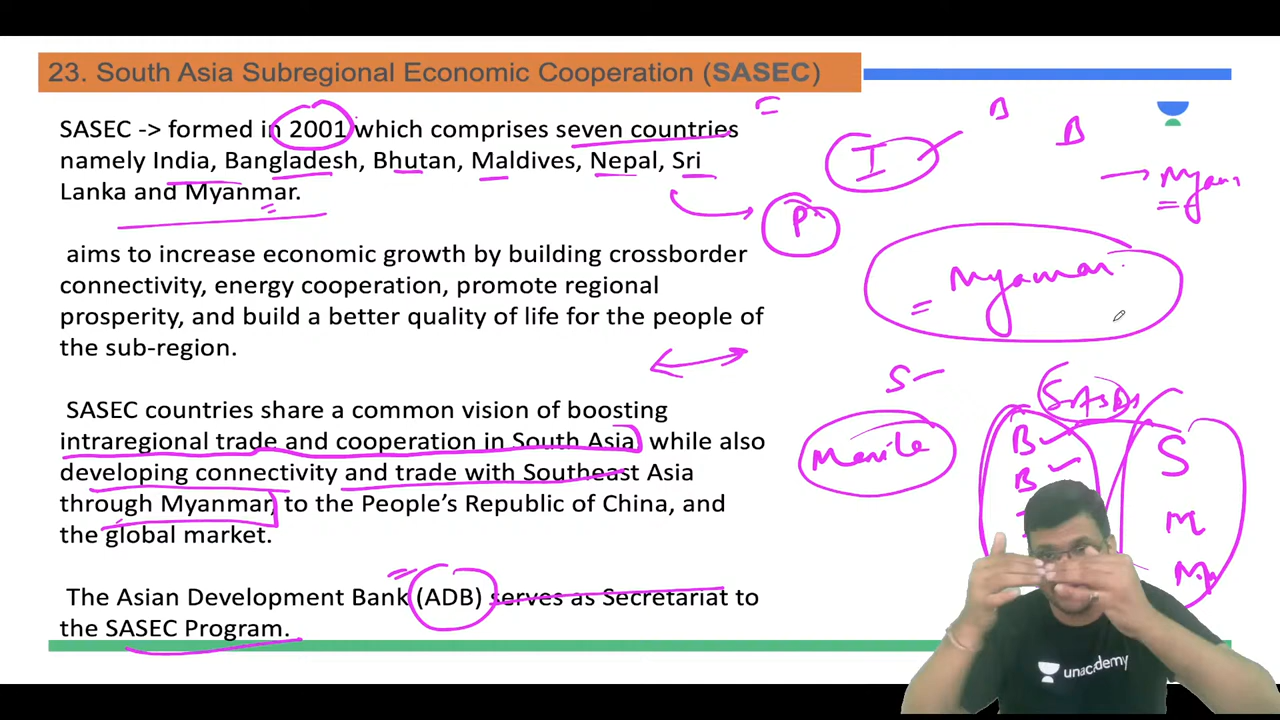 23. South Asia Subregional Economic Cooperation (SASEC)
SASEC -> formed in 2001 which comprises seven countries
namely India, Bangladesh, Bhutan, Maldives, Nepal, Sri
Lanka and Myanmar.
aims to increase economic growth by building crossborder
connectivity, energy cooperation, promote regional
prosperity, and build a better quality of life for the people of
the sub-region.
SASEC countries share a common vision of boosting
intraregional trade and cooperation in South Asia, while also
developing connectivity and trade with Southeast Asia
through Myanmar, to the People's Republic of China, and
the global market.
The Asian Development Bank (ADB) serves as Secretariat to
the SASEC Program.
B
I
P
Myanmar
S
Manila
B
S
B
M
My
unacademy